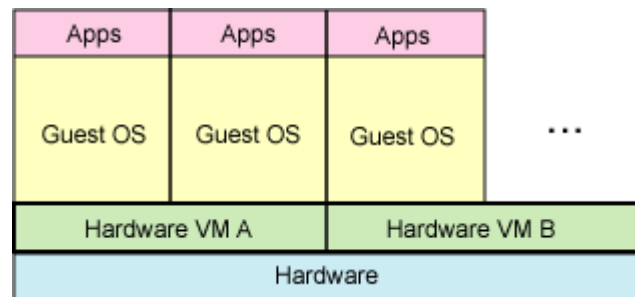 Apps Apps Apps
Guest OS Guest OS Guest OS ...
Hardware VM A Hardware VM B
Hardware